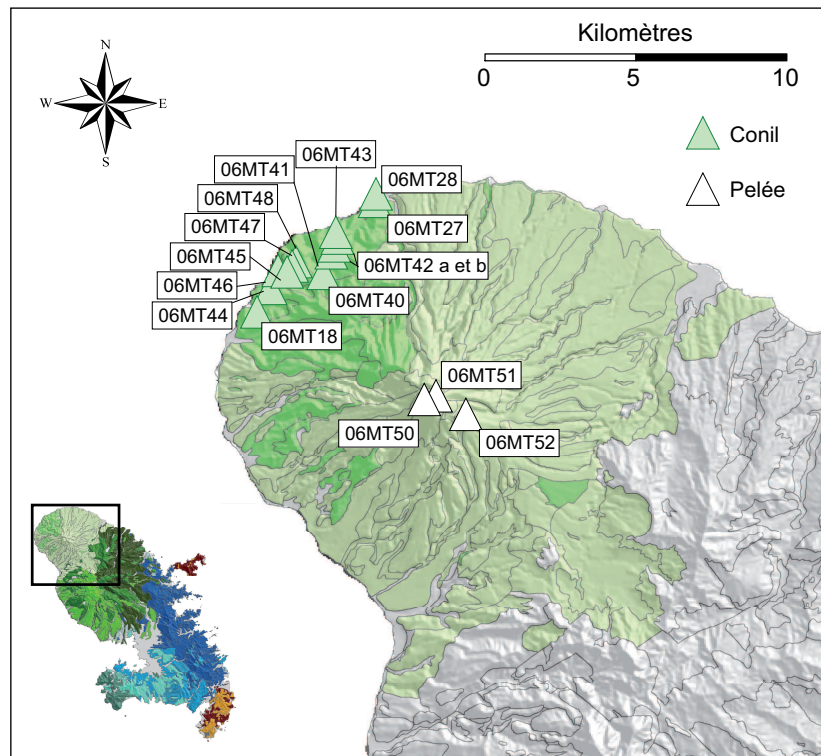 Kilomètres
0 5 10
N
W E
S
Conil
Pelée
06MT43
06MT41
06MT28
06MT48
06MT47
06MT27
06MT45
06MT42 a et b
06MT46
06MT40
06MT44
06MT18
06MT51
06MT50
06MT52